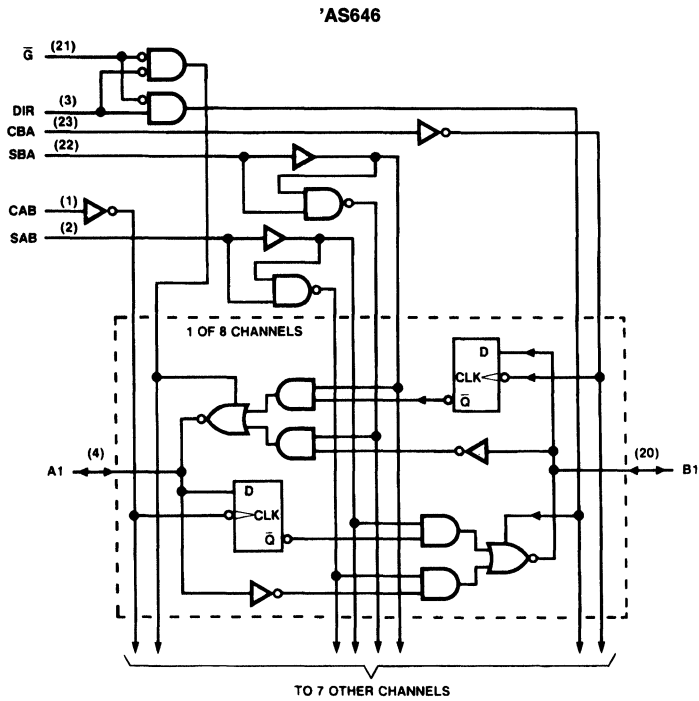 'AS646
G̅ (21)
DIR (3)
CBA (23)
SBA (22)
CAB (1)
SAB (2)
1 OF 8 CHANNELS
D
CLK
Q̅
A1 (4)
(20) B1
D
CLK
Q̅
TO 7 OTHER CHANNELS